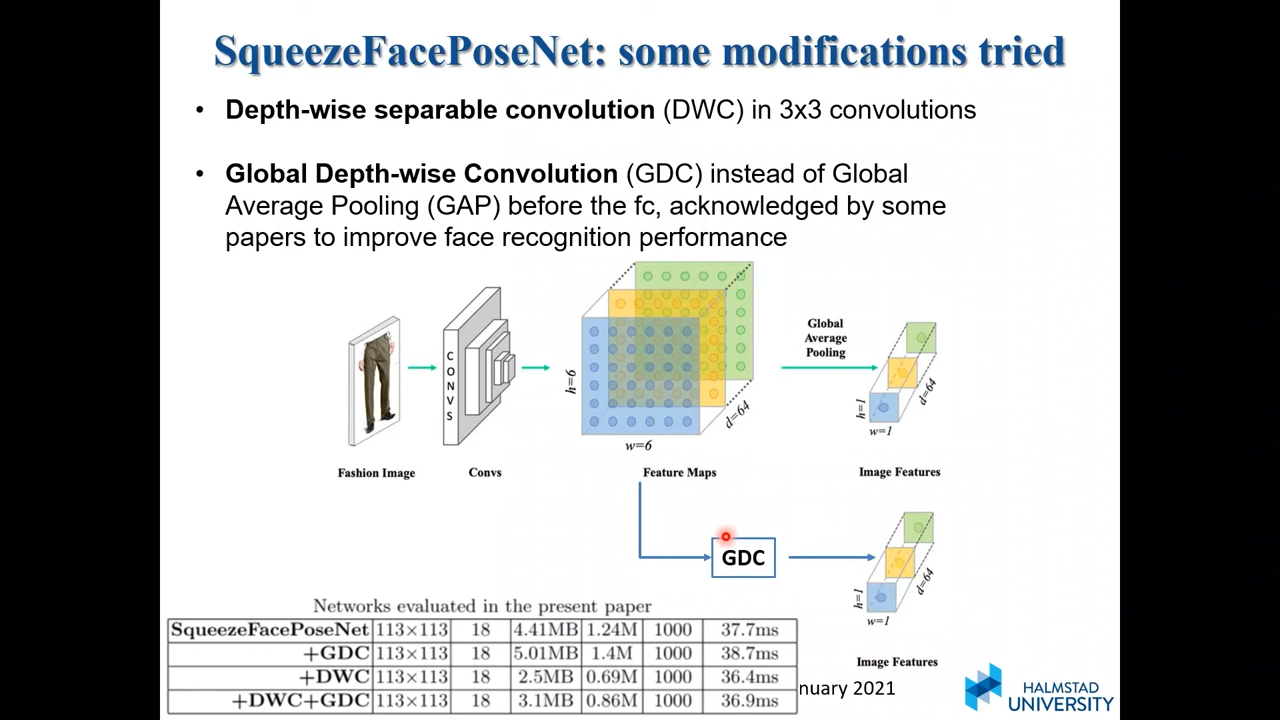 SqueezeFacePoseNet: some modifications tried
• Depth-wise separable convolution (DWC) in 3x3 convolutions
• Global Depth-wise Convolution (GDC) instead of Global
Average Pooling (GAP) before the fc, acknowledged by some
papers to improve face recognition performance
CONVS
h=6
w=6
d=64
Global
Average
Pooling
h=1
w=1
d=64
Fashion Image
Convs
Feature Maps
Image Features
GDC
h=1
w=1
d=64
Image Features
Networks evaluated in the present paper
SqueezeFacePoseNet 113×113 18 4.41MB 1.24M 1000 37.7ms
+GDC 113×113 18 5.01MB 1.4M 1000 38.7ms
+DWC 113×113 18 2.5MB 0.69M 1000 36.4ms
+DWC+GDC 113×113 18 3.1MB 0.86M 1000 36.9ms
nuary 2021
HALMSTAD
UNIVERSITY